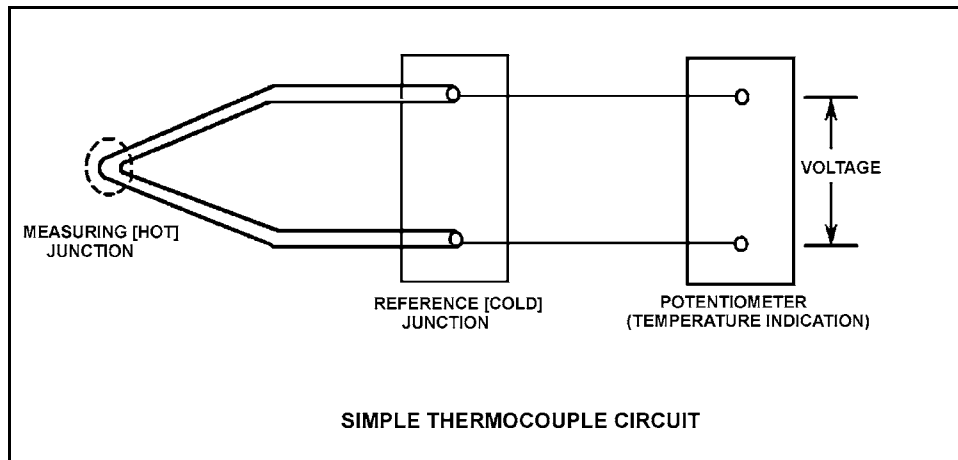 VOLTAGE
MEASURING [HOT]
JUNCTION
REFERENCE [COLD]
JUNCTION
POTENTIOMETER
(TEMPERATURE INDICATION)
SIMPLE THERMOCOUPLE CIRCUIT